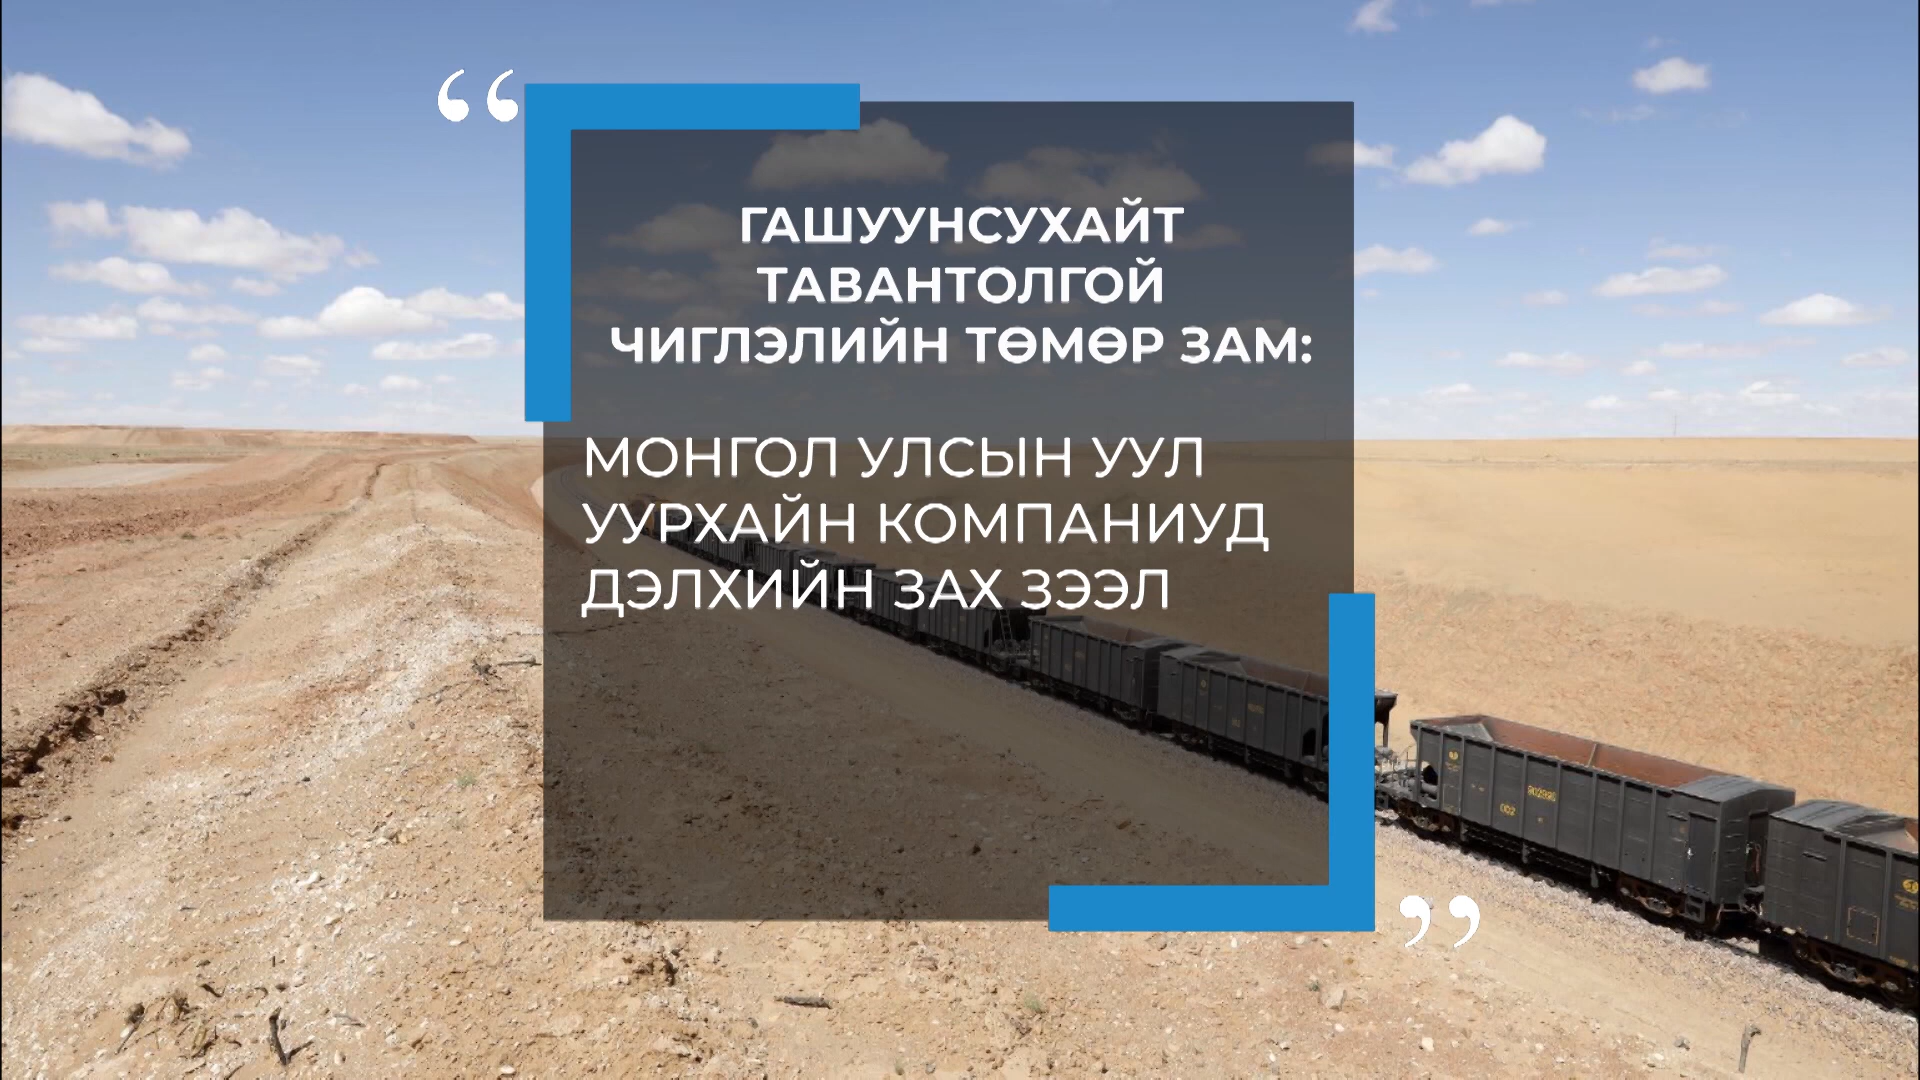 “
ГАШУУНСУХАЙТ
ТАВАНТОЛГОЙ
ЧИГЛЭЛИЙН ТӨМӨР ЗАМ:
МОНГОЛ УЛСЫН УУЛ
УУРХАЙН КОМПАНИУД
ДЭЛХИЙН ЗАХ ЗЭЭЛ
”